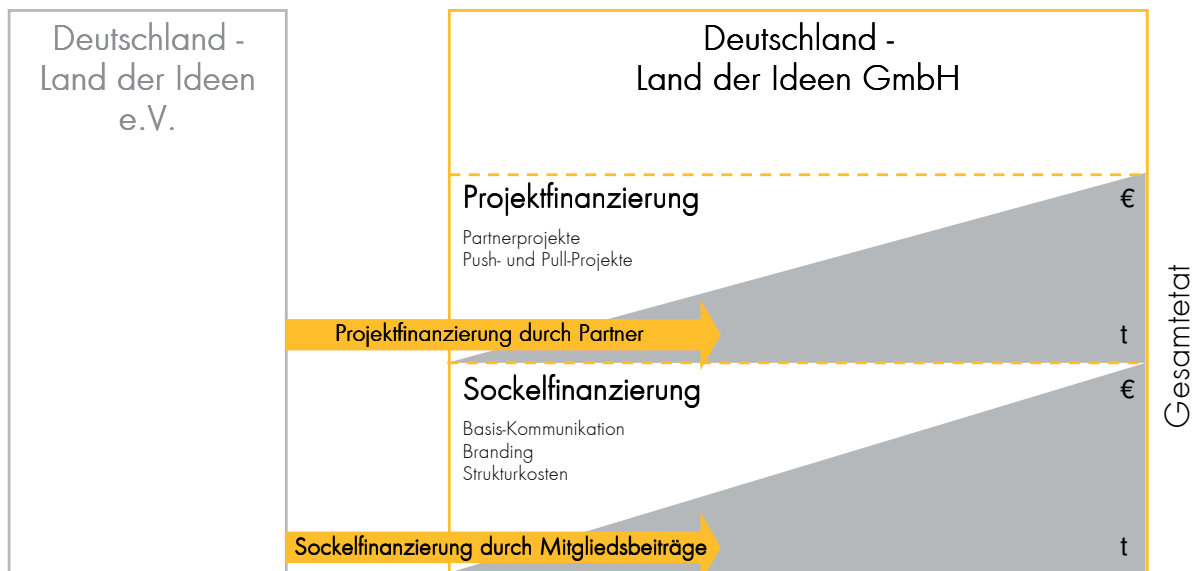 Deutschland -
Land der Ideen
e.V.
Deutschland -
Land der Ideen GmbH
Projektfinanzierung
€
Partnerprojekte
Push- und Pull-Projekte
Projektfinanzierung durch Partner
t
Sockelfinanzierung
€
Basis-Kommunikation
Branding
Strukturkosten
Sockelfinanzierung durch Mitgliedsbeiträge
t
Gesamtetat